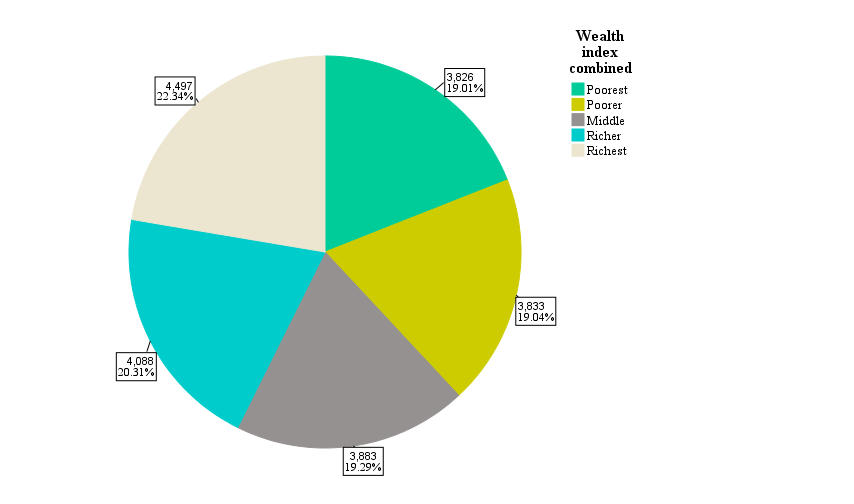 Wealth
index
combined
Poorest
Poorer
Middle
Richer
Richest
3,826
19.01%
3,833
19.04%
3,883
19.29%
4,088
20.31%
4,497
22.34%